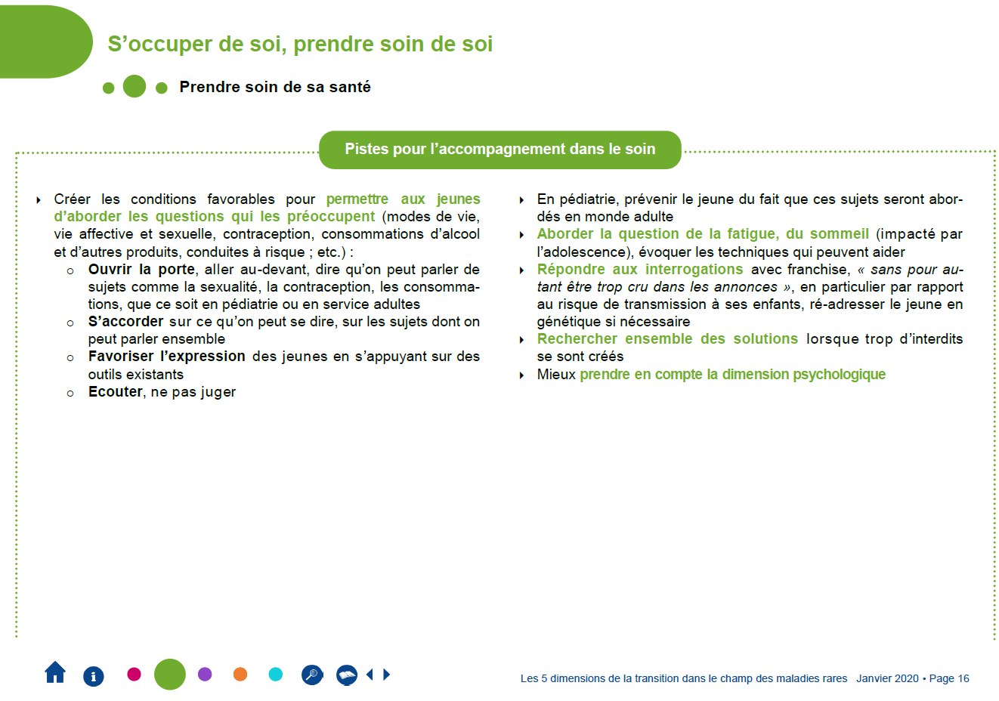 S’occuper de soi, prendre soin de soi
Prendre soin de sa santé
Pistes pour l’accompagnement dans le soin
Créer les conditions favorables pour permettre aux jeunes
d’aborder les questions qui les préoccupent (modes de vie,
vie affective et sexuelle, contraception, consommations d’alcool
et d’autres produits, conduites à risque ; etc.) :
o Ouvrir la porte, aller au-devant, dire qu’on peut parler de
sujets comme la sexualité, la contraception, les consomma-
tions, que ce soit en pédiatrie ou en service adultes
o S’accorder sur ce qu’on peut se dire, sur les sujets dont on
peut parler ensemble
o Favoriser l’expression des jeunes en s’appuyant sur des
outils existants
o Ecouter, ne pas juger
En pédiatrie, prévenir le jeune du fait que ces sujets seront abor-
dés en monde adulte
Aborder la question de la fatigue, du sommeil (impacté par
l’adolescence), évoquer les techniques qui peuvent aider
Répondre aux interrogations avec franchise, « sans pour au-
tant être trop cru dans les annonces », en particulier par rapport
au risque de transmission à ses enfants, ré-adresser le jeune en
génétique si nécessaire
Rechercher ensemble des solutions lorsque trop d’interdits
se sont créés
Mieux prendre en compte la dimension psychologique
Les 5 dimensions de la transition dans le champ des maladies rares Janvier 2020 • Page 16